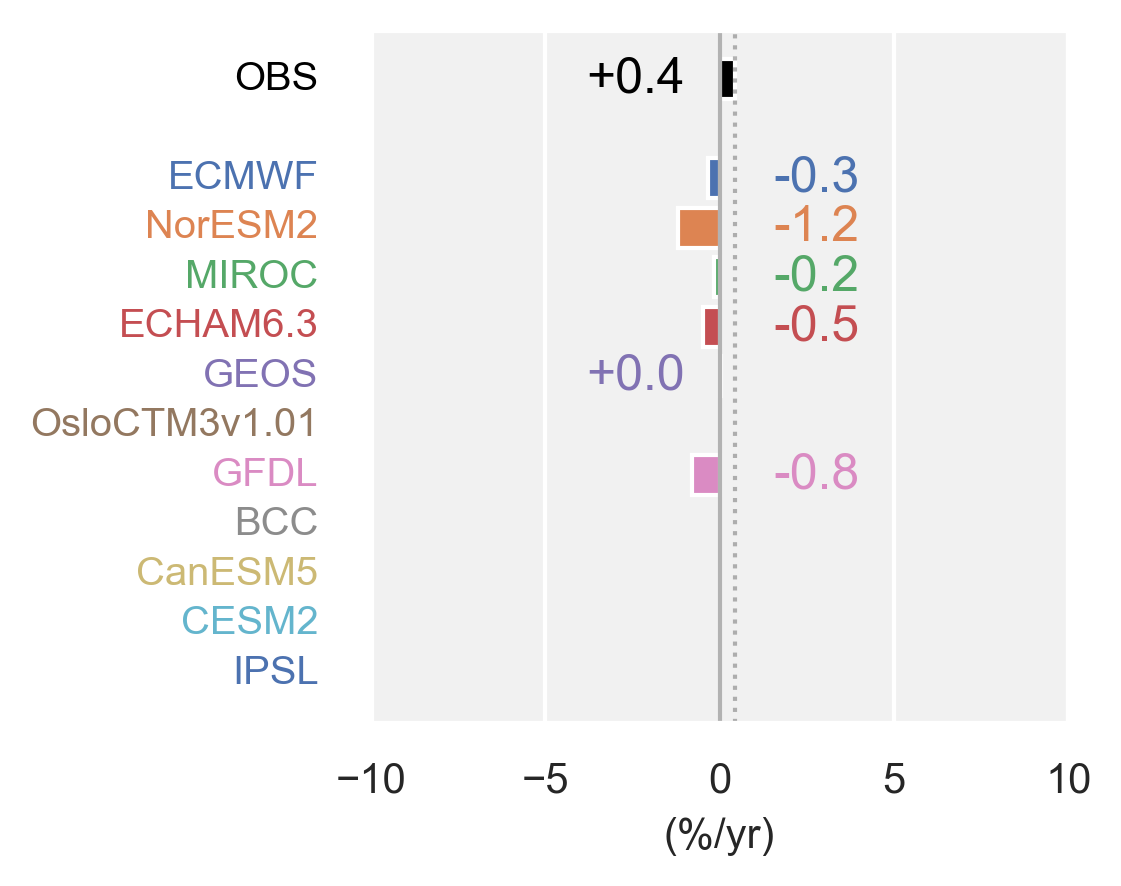 OBS +0.4
ECMWF -0.3
NorESM2 -1.2
MIROC -0.2
ECHAM6.3 -0.5
GEOS +0.0
OsloCTM3v1.01
GFDL -0.8
BCC
CanESM5
CESM2
IPSL
−10 −5 0 5 10
(%/yr)